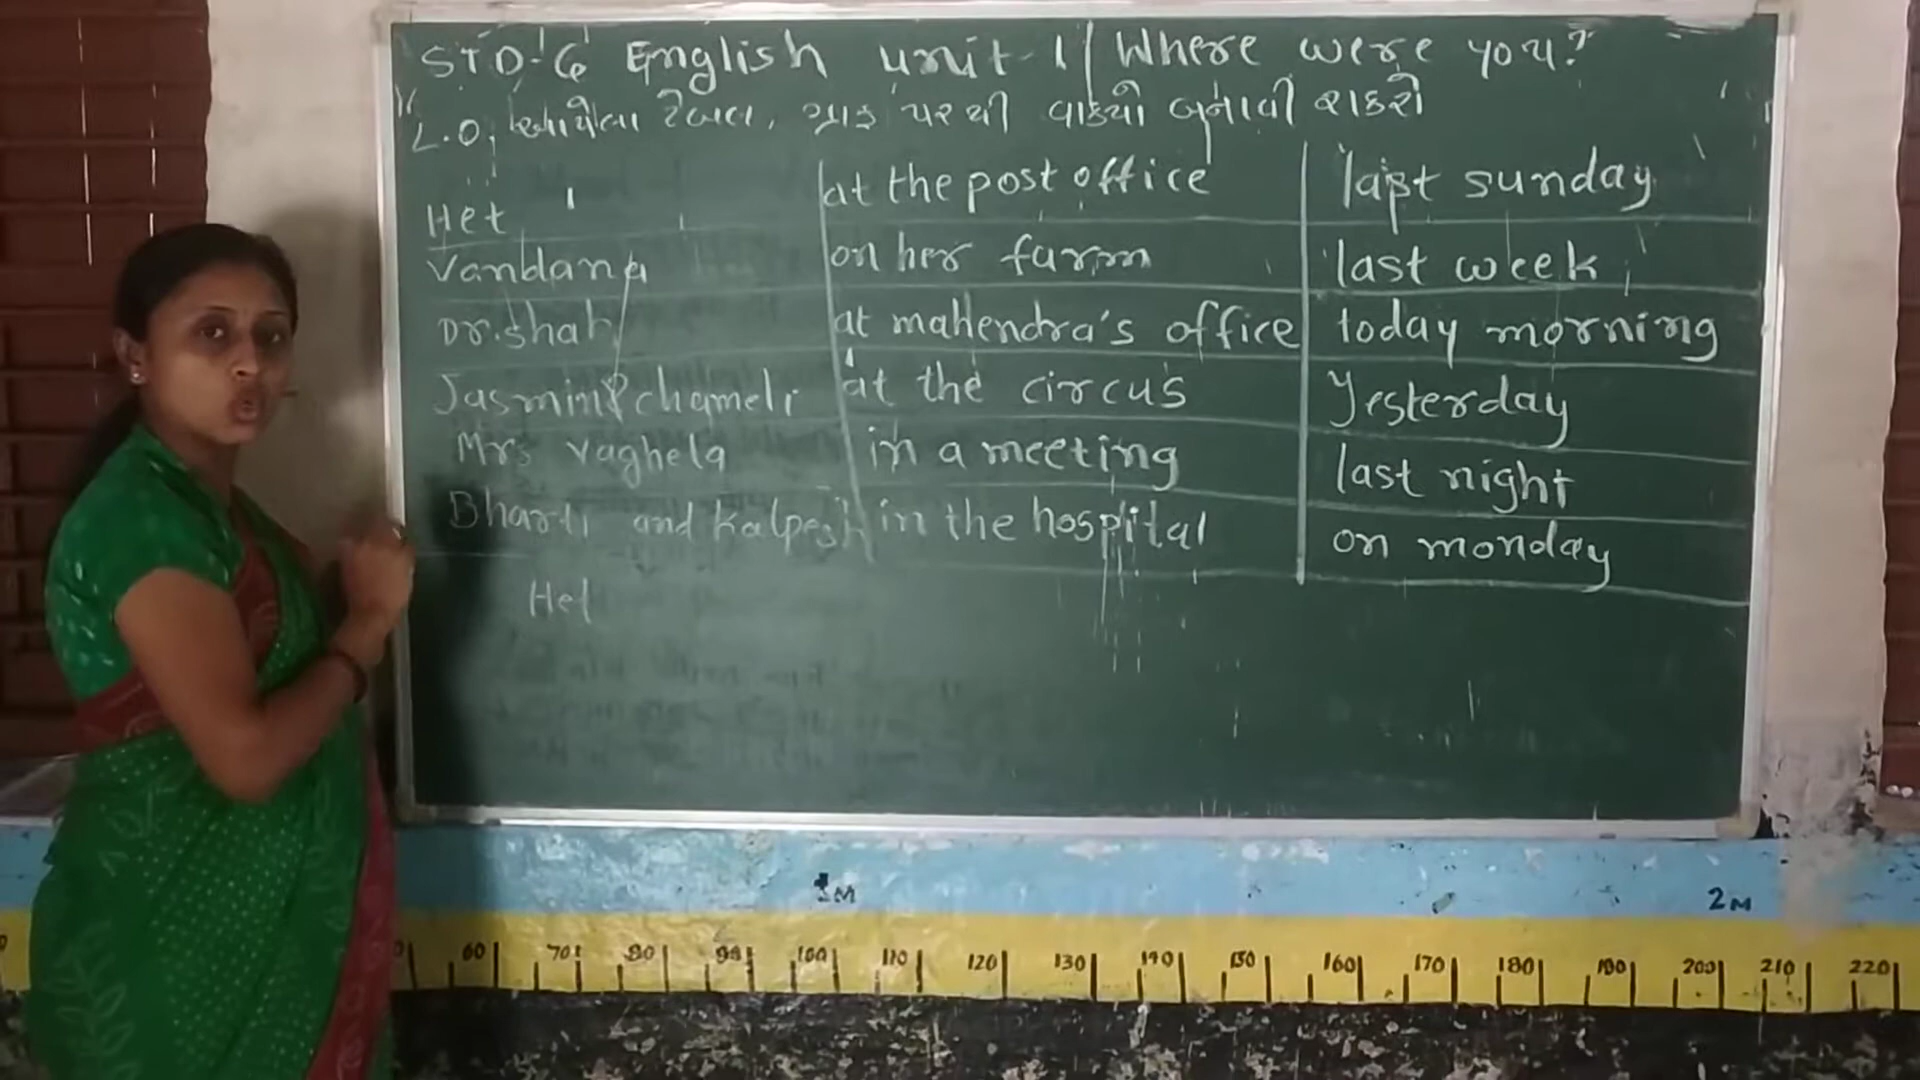 STD-6 English unit-1 Where were you?
L.O. આપેલા ટેબલ, ગ્રાફ પરથી વાક્યો બનાવી શકશે
Het at the post office last sunday
Vandana on her farm last week
Dr.shah at mahendra's office today morning
Jasmin & chameli at the circus Yesterday
Mrs vaghela in a meeting last night
Bharti and Kalpesh in the hospital on monday
Het
1M 2M
60 70 80 90 100 110 120 130 140 150 160 170 180 190 200 210 220